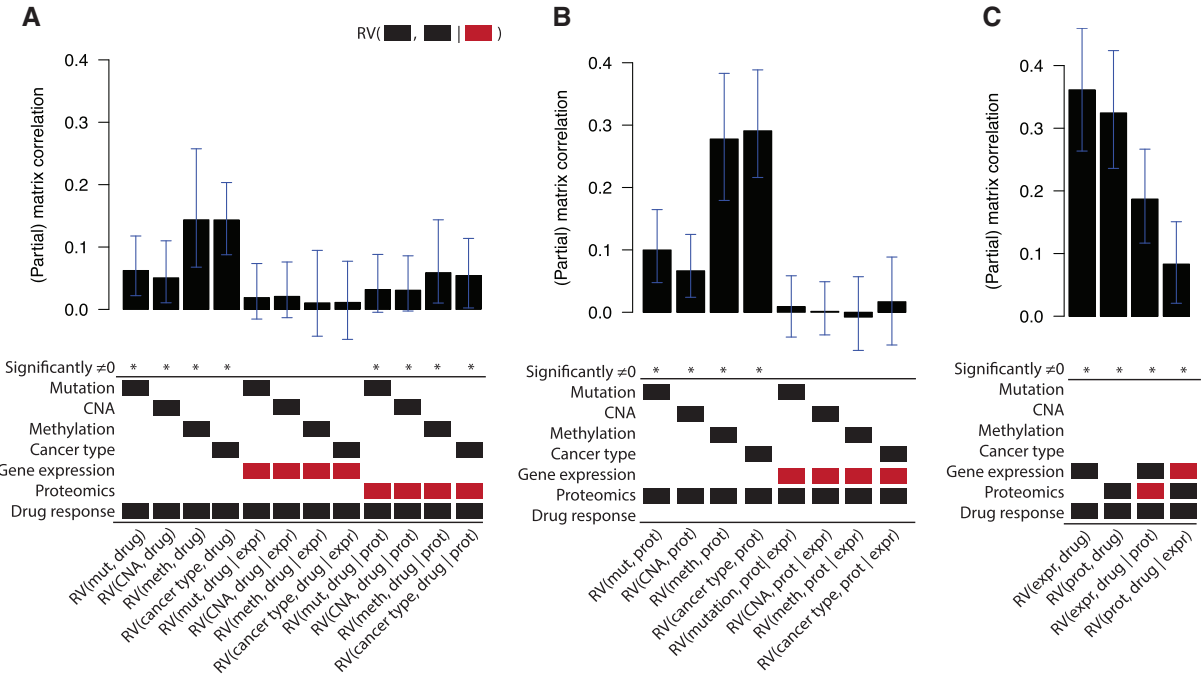 A
RV( , | )
(Partial) matrix correlation
0.4
0.3
0.2
0.1
0.0
Significantly ≠0 * * * * * * * *
Mutation
CNA
Methylation
Cancer type
Gene expression
Proteomics
Drug response
RV(mut, drug)
RV(CNA, drug)
RV(meth, drug)
RV(cancer type, drug)
RV(mut, drug | expr)
RV(CNA, drug | expr)
RV(meth, drug | expr)
RV(cancer type, drug | expr)
RV(mut, drug | prot)
RV(CNA, drug | prot)
RV(meth, drug | prot)
RV(cancer type, drug | prot)
B
(Partial) matrix correlation
0.4
0.3
0.2
0.1
0.0
Significantly ≠0 * * * *
Mutation
CNA
Methylation
Cancer type
Gene expression
Proteomics
Drug response
RV(mut, prot)
RV(CNA, prot)
RV(meth, prot)
RV(cancer type, prot)
RV(mutation, prot | expr)
RV(CNA, prot | expr)
RV(meth, prot | expr)
RV(cancer type, prot | expr)
C
(Partial) matrix correlation
0.4
0.3
0.2
0.1
0.0
Significantly ≠0 * * * *
Mutation
CNA
Methylation
Cancer type
Gene expression
Proteomics
Drug response
RV(expr, drug)
RV(prot, drug)
RV(expr, drug | prot)
RV(prot, drug | expr)